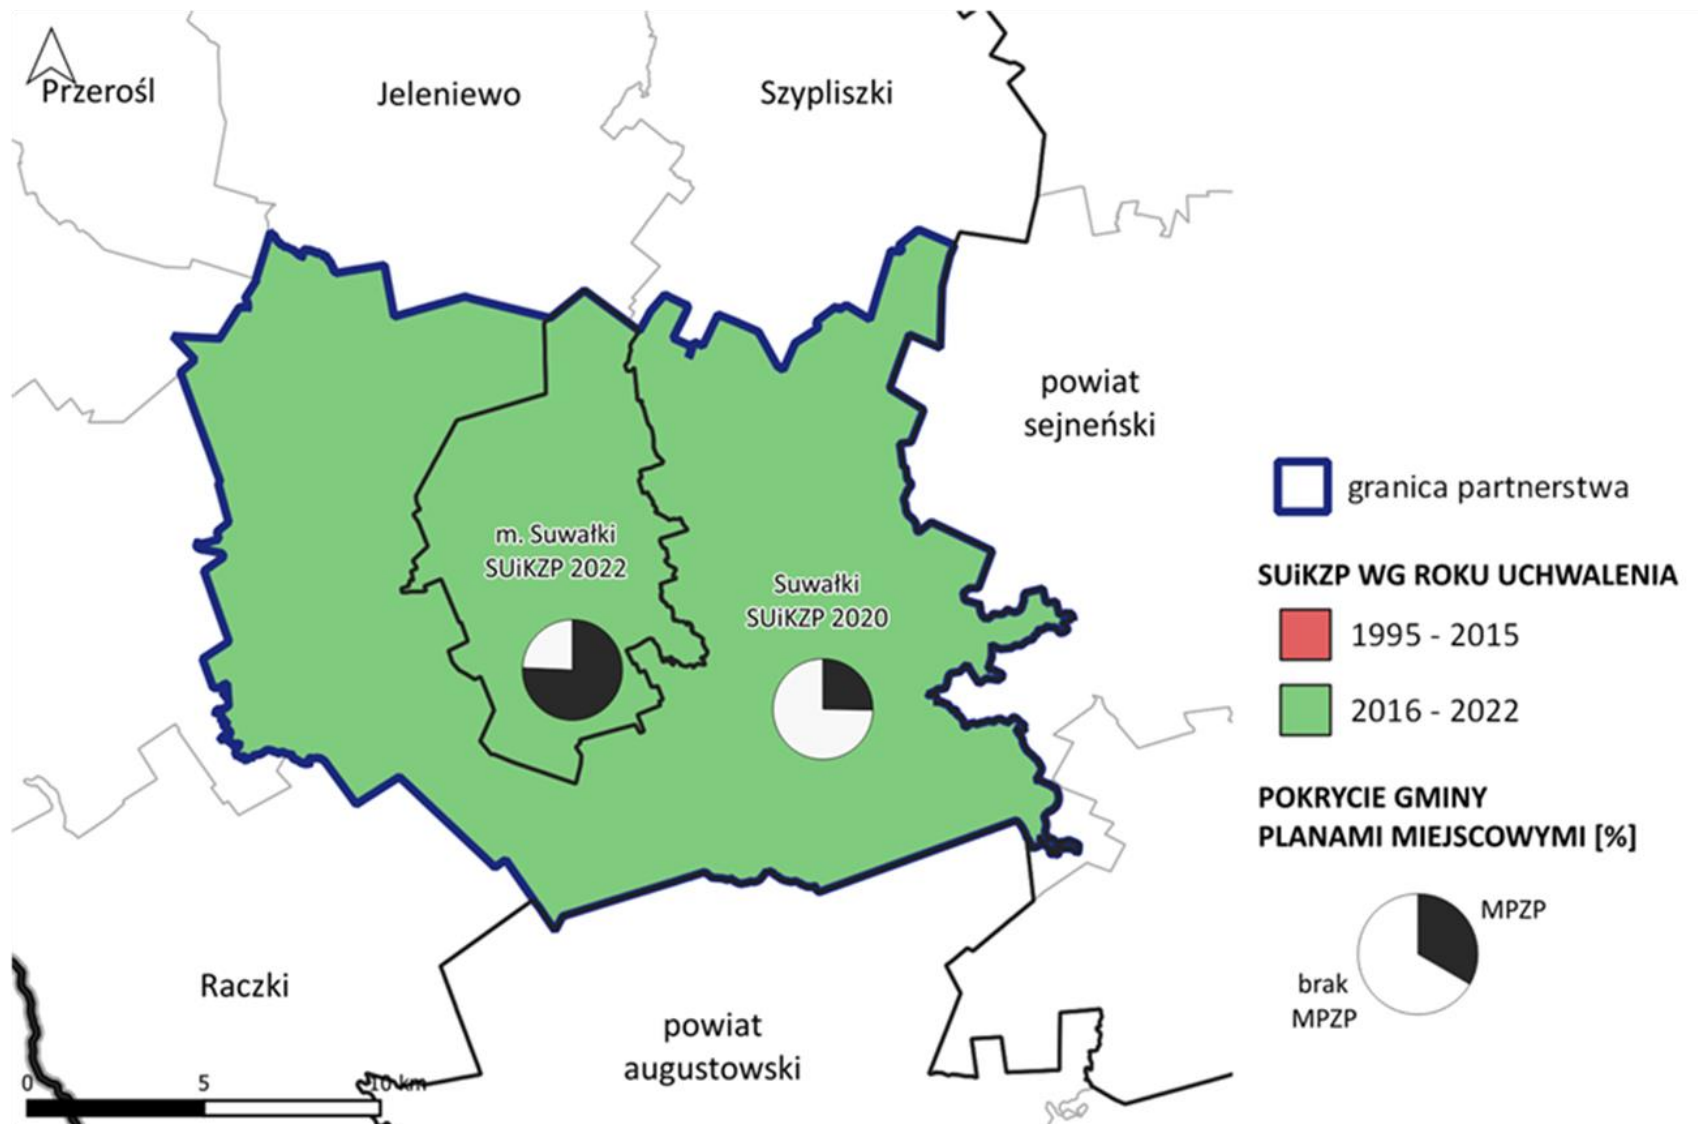 Przerośl
Jeleniewo
Szypliszki
powiat
sejneński
m. Suwałki
SUiKZP 2022
Suwałki
SUiKZP 2020
Raczki
powiat
augustowski
0 5 10 km
granica partnerstwa
SUiKZP WG ROKU UCHWALENIA
1995 - 2015
2016 - 2022
POKRYCIE GMINY
PLANAMI MIEJSCOWYMI [%]
MPZP
brak
MPZP